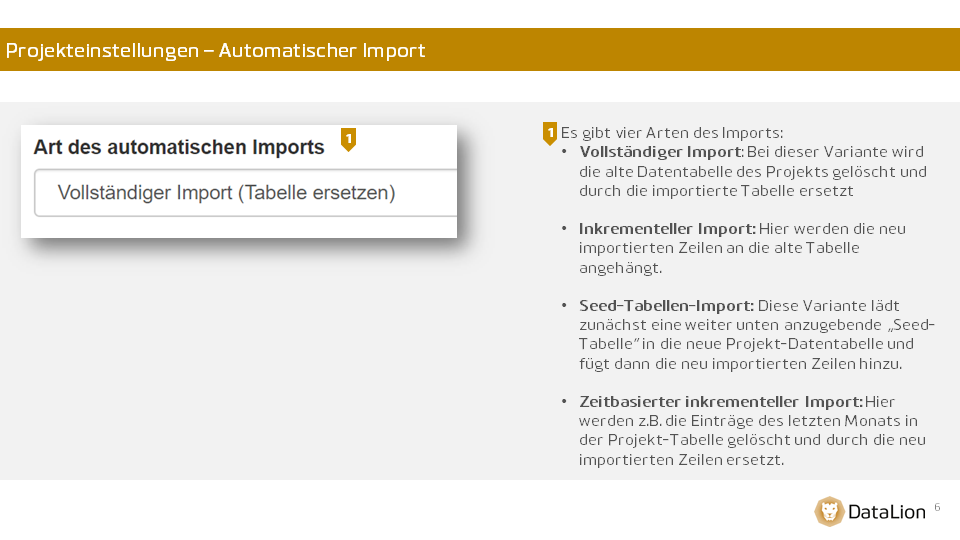 Projekteinstellungen – Automatischer Import
Art des automatischen Imports
1
Vollständiger Import (Tabelle ersetzen)
1 Es gibt vier Arten des Imports:
• Vollständiger Import: Bei dieser Variante wird
die alte Datentabelle des Projekts gelöscht und
durch die importierte Tabelle ersetzt
• Inkrementeller Import: Hier werden die neu
importierten Zeilen an die alte Tabelle
angehängt.
• Seed-Tabellen-Import: Diese Variante lädt
zunächst eine weiter unten anzugebende „Seed-
Tabelle“ in die neue Projekt-Datentabelle und
fügt dann die neu importierten Zeilen hinzu.
• Zeitbasierter inkrementeller Import: Hier
werden z.B. die Einträge des letzten Monats in
der Projekt-Tabelle gelöscht und durch die neu
importierten Zeilen ersetzt.
DataLion
6